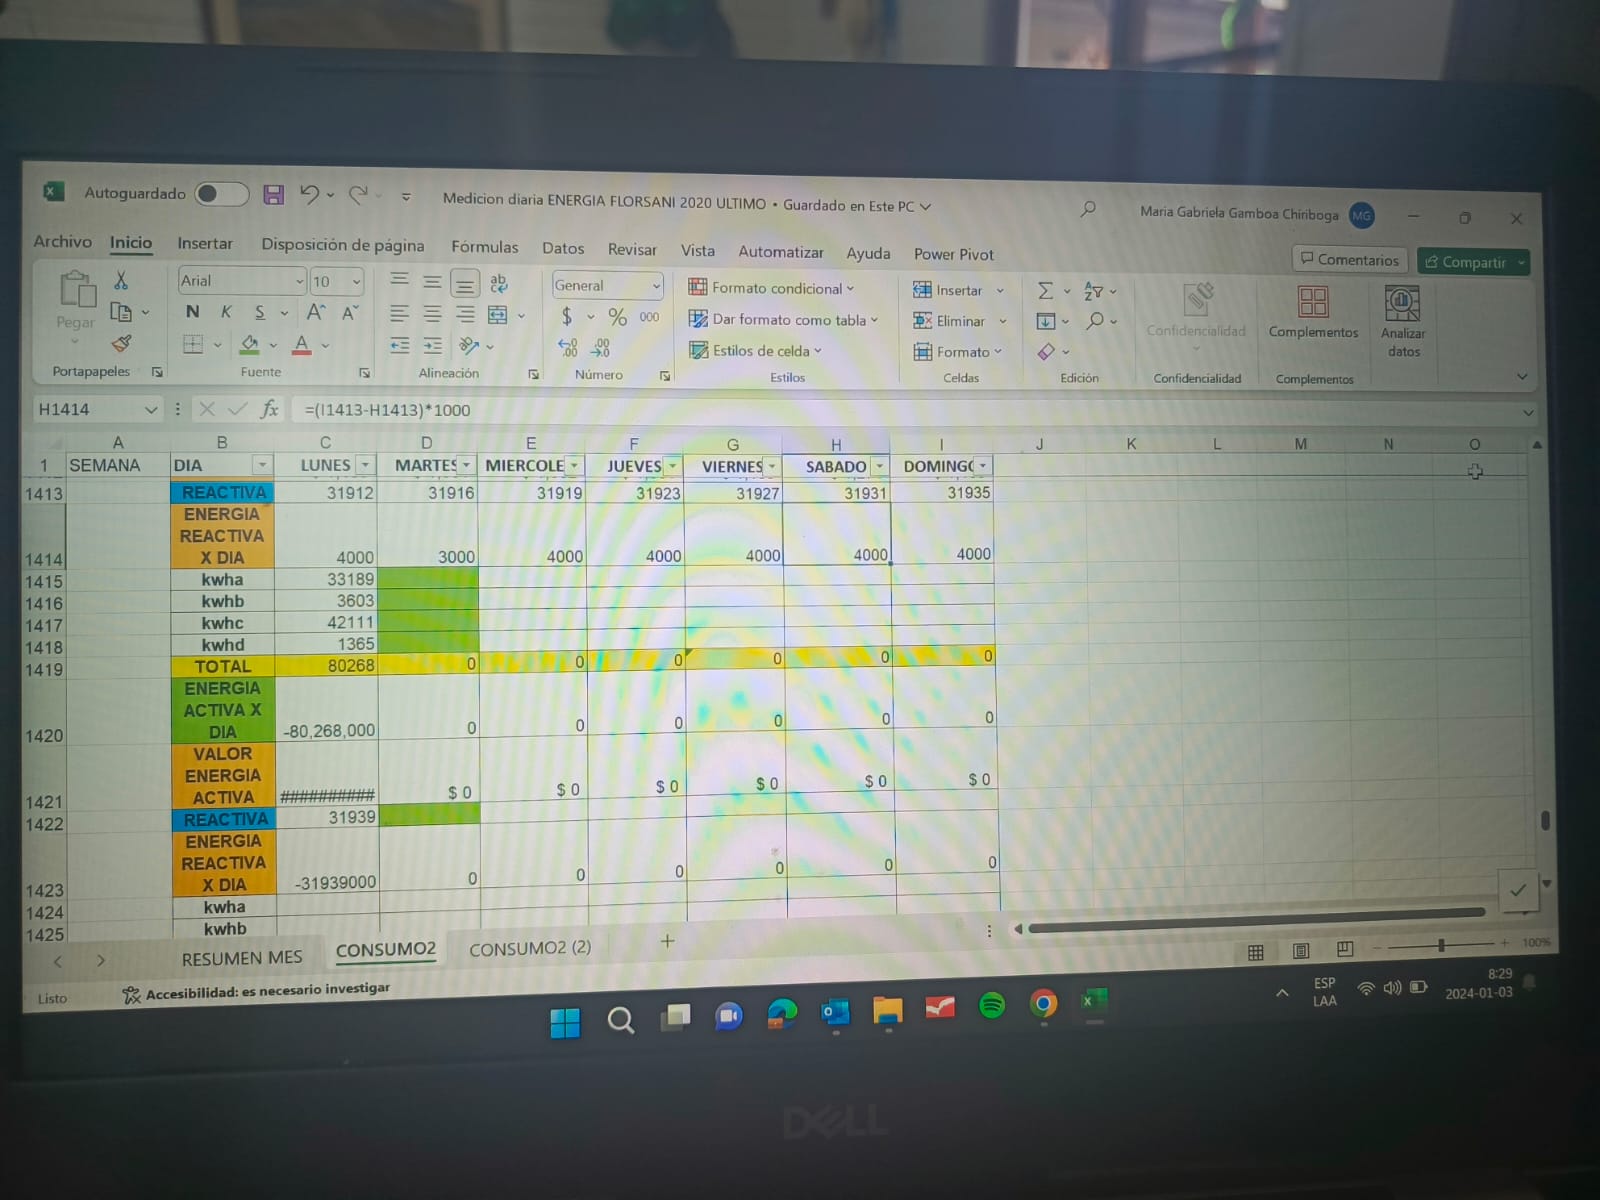 Autoguardado Medicion diaria ENERGIA FLORSANI 2020 ULTIMO • Guardado en Este PC Maria Gabriela Gamboa Chiriboga MG
Archivo Inicio Insertar Disposición de página Fórmulas Datos Revisar Vista Automatizar Ayuda Power Pivot Comentarios Compartir
Pegar
Portapapeles
Arial 10
N K S A A
A
Fuente
ab
Alineación
General
$ % 000
Número
Formato condicional
Dar formato como tabla
Estilos de celda
Estilos
Insertar
Eliminar
Formato
Celdas
Edición
Confidencialidad
Confidencialidad
Complementos
Complementos
Analizar
datos
H1414 fx =(I1413-H1413)*1000
A B C D E F G H I J K L M N O
1 SEMANA DIA LUNES MARTES MIERCOLE JUEVES VIERNES SABADO DOMINGO
1413 REACTIVA 31912 31916 31919 31923 31927 31931 31935
ENERGIA
REACTIVA
1414 X DIA 4000 3000 4000 4000 4000 4000 4000
1415 kwha 33189
1416 kwhb 3603
1417 kwhc 42111
1418 kwhd 1365
1419 TOTAL 80268 0 0 0 0 0 0
ENERGIA
ACTIVA X
1420 DIA -80,268,000 0 0 0 0 0 0
VALOR
ENERGIA
1421 ACTIVA ########## $ 0 $ 0 $ 0 $ 0 $ 0 $ 0
1422 REACTIVA 31939
ENERGIA
REACTIVA
1423 X DIA -31939000 0 0 0 0 0 0
1424 kwha
1425 kwhb
RESUMEN MES CONSUMO2 CONSUMO2 (2) +
Listo Accesibilidad: es necesario investigar 100%
ESP
LAA
8:29
2024-01-03
DELL